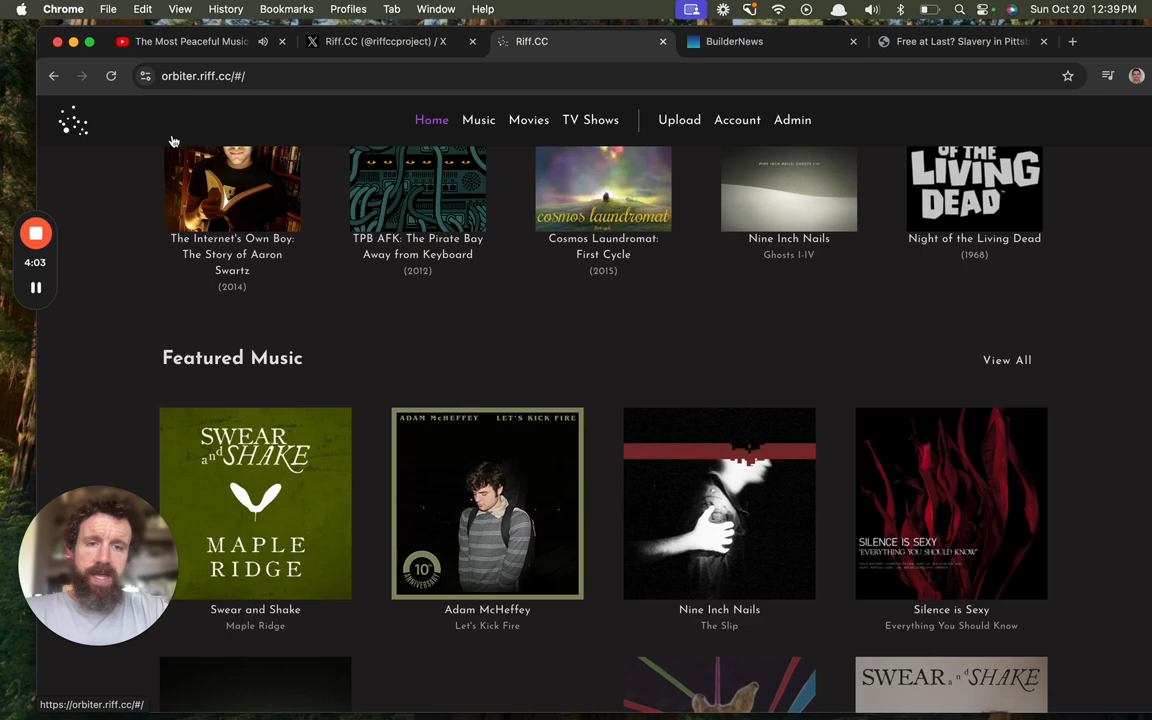 Chrome File Edit View History Bookmarks Profiles Tab Window Help Sun Oct 20 12:39 PM
The Most Peaceful Music Riff.CC (@riffccproject) / X Riff.CC BuilderNews Free at Last? Slavery in Pittsb
orbiter.riff.cc/#/
Home Music Movies TV Shows Upload Account Admin
OF THE
LIVING
DEAD
cosmos laundromat
NINE INCH NAILS GHOSTS I-IV
The Internet's Own Boy:
The Story of Aaron
Swartz
(2014)
TPB AFK: The Pirate Bay
Away from Keyboard
(2012)
Cosmos Laundromat:
First Cycle
(2015)
Nine Inch Nails
Ghosts I-IV
Night of the Living Dead
(1968)
4:03
Featured Music View All
SWEAR
and SHAKE
MAPLE
RIDGE
ADAM McHEFFEY LET'S KICK FIRE
10th
ANNIVERSARY
SILENCE IS SEXY
"EVERYTHING YOU SHOULD KNOW"
Swear and Shake
Maple Ridge
Adam McHeffey
Let's Kick Fire
Nine Inch Nails
The Slip
Silence is Sexy
Everything You Should Know
SWEAR and SHAKE
https://orbiter.riff.cc/#/